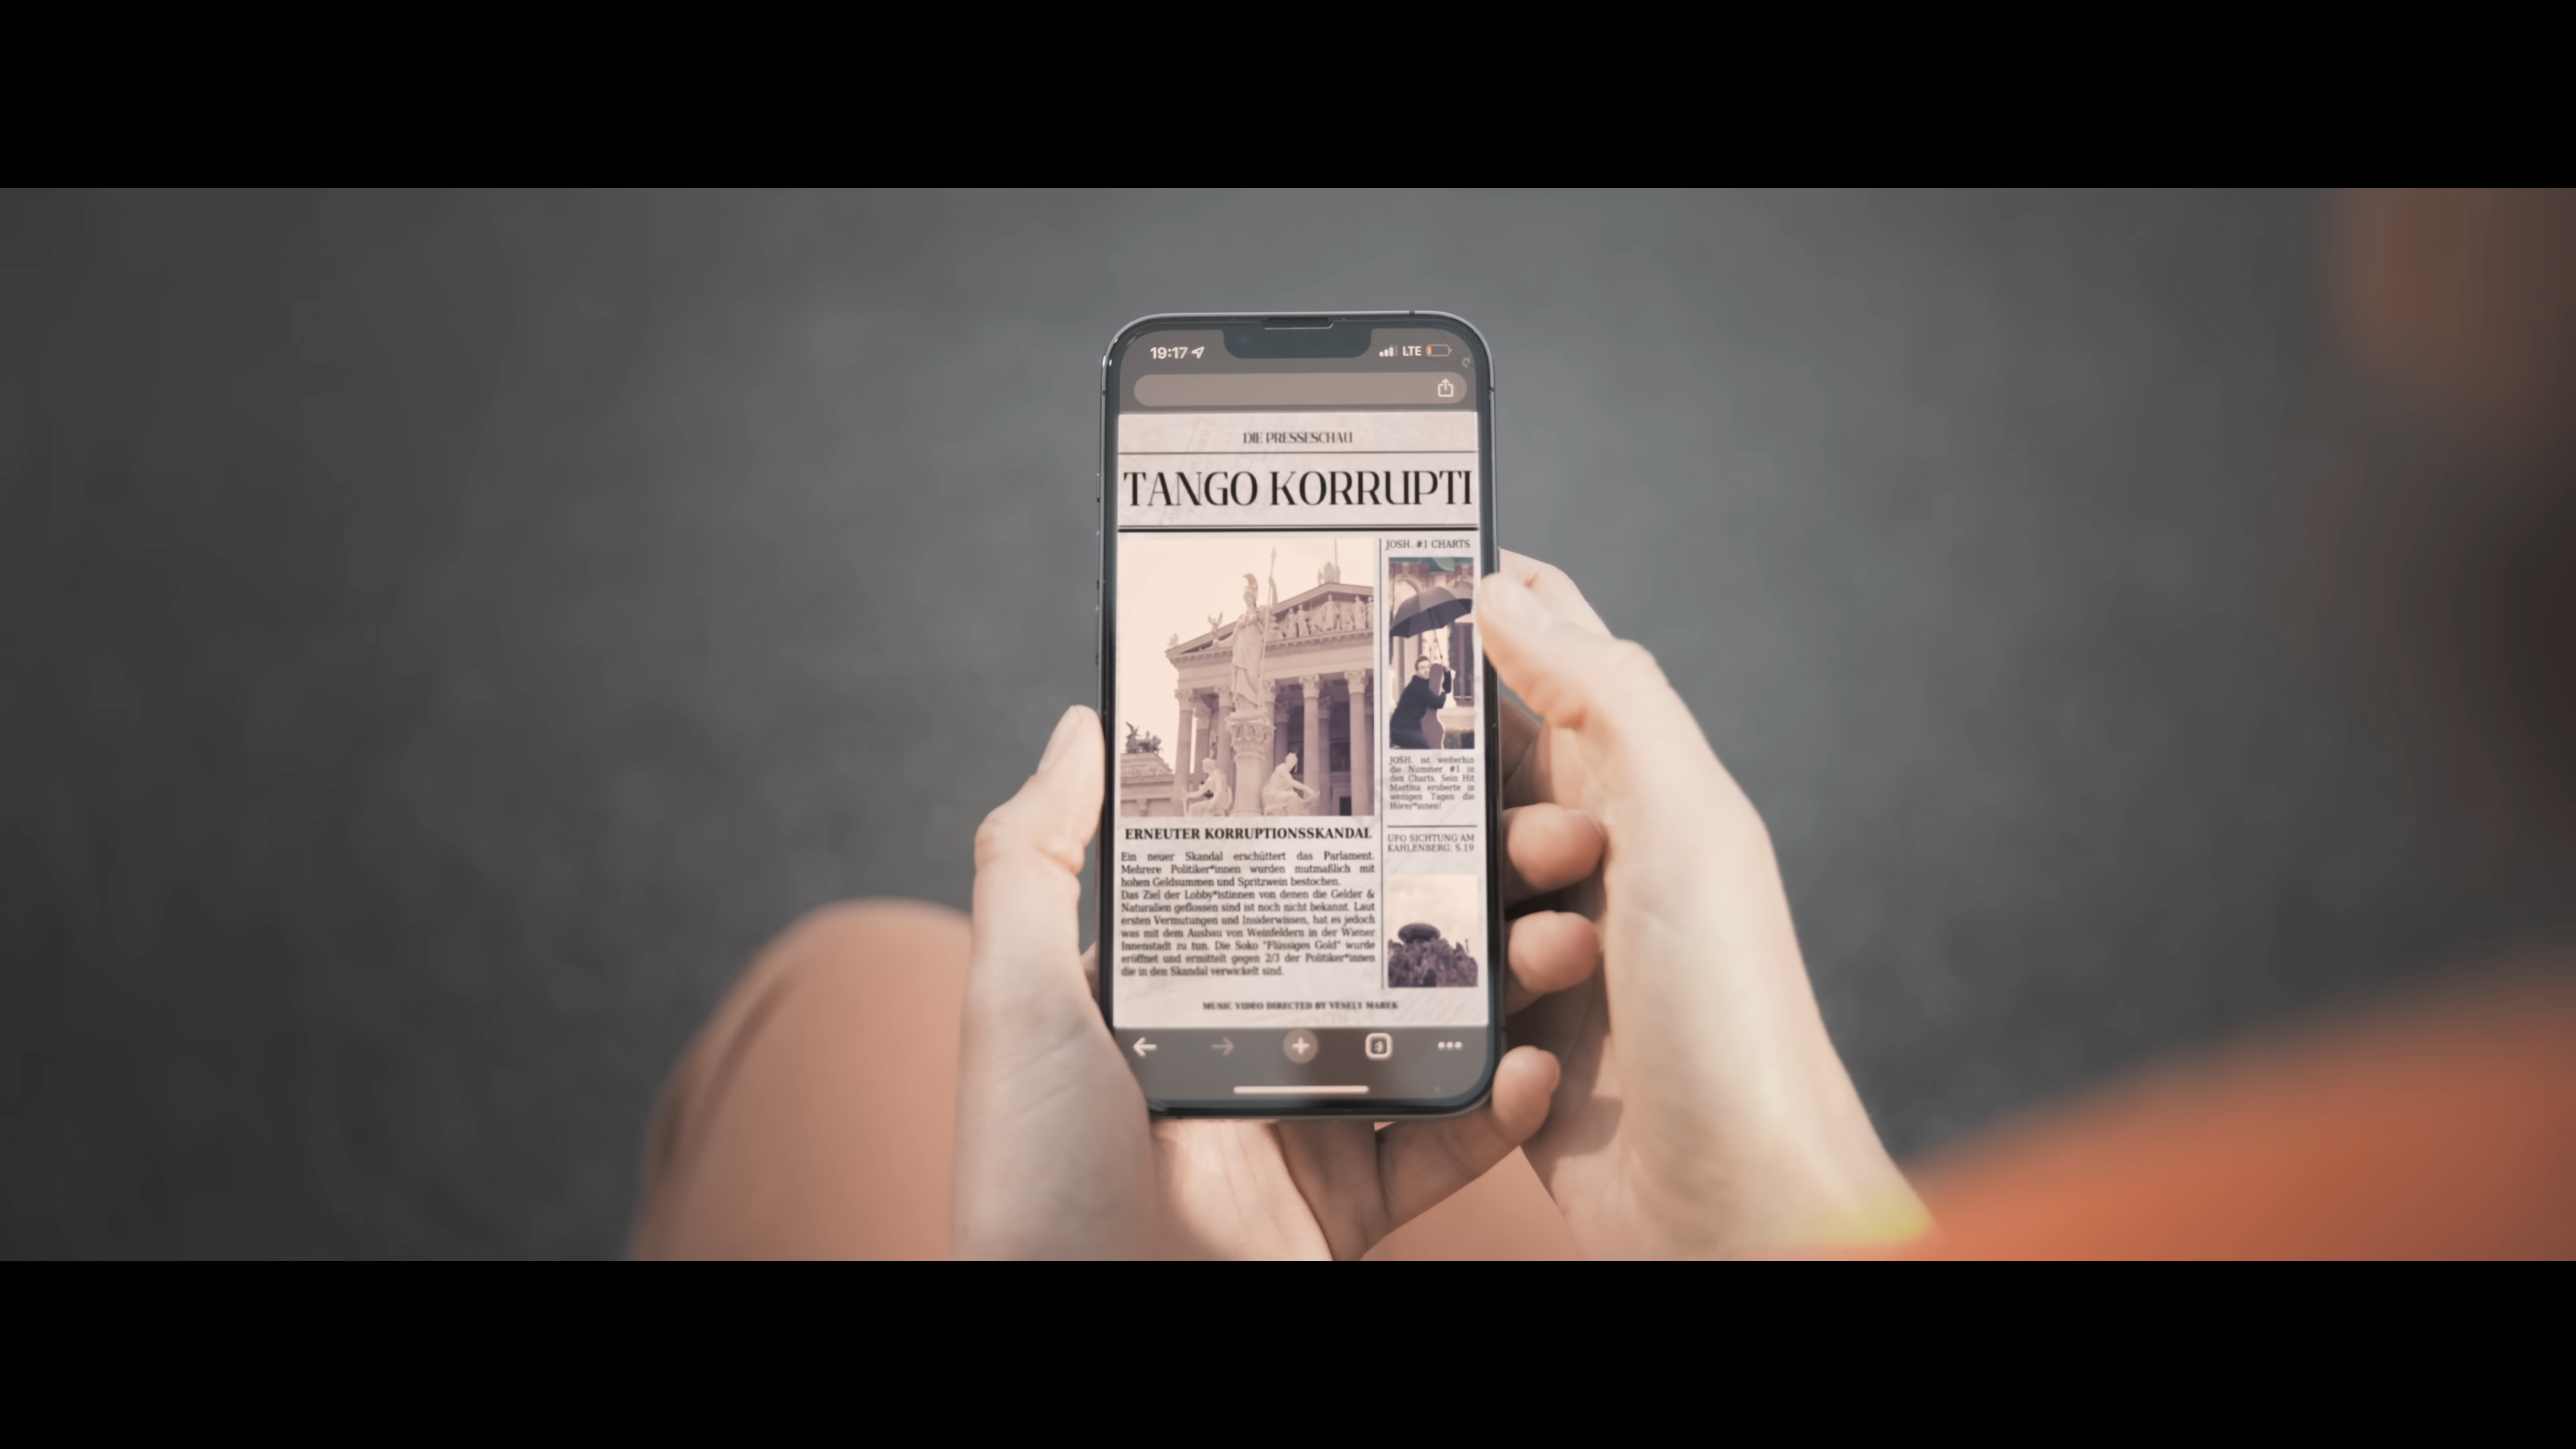 19:17
LTE
DIE PRESSESCHAU
TANGO KORRUPTI
ERNEUTER KORRUPTIONSSKANDAL
Ein neuer Skandal erschüttert das Parlament.
Mehrere Politiker*innen wurden mutmaßlich mit
hohen Geldsummen und Spritzwein bestochen.
Das Ziel der Lobby*istinnen von denen die Gelder &
Naturalien geflossen sind ist noch nicht bekannt. Laut
ersten Vermutungen und Insiderwissen, hat es jedoch
was mit dem Ausbau von Weinfeldern in der Wiener
Innenstadt zu tun. Die Soko "Flüssiges Gold" wurde
eröffnet und ermittelt gegen 2/3 der Politiker*innen
die in den Skandal verwickelt sind.
JOSH. #1 CHARTS
JOSH. ist weiterhin
die Nummer #1 in
den Charts. Sein Hit
Martina eroberte in
wenigen Tagen die
Hörer*innen!
UFO SICHTUNG AM
KAHLENBERG. S.19
MUSIC VIDEO DIRECTED BY VESELY MAREK